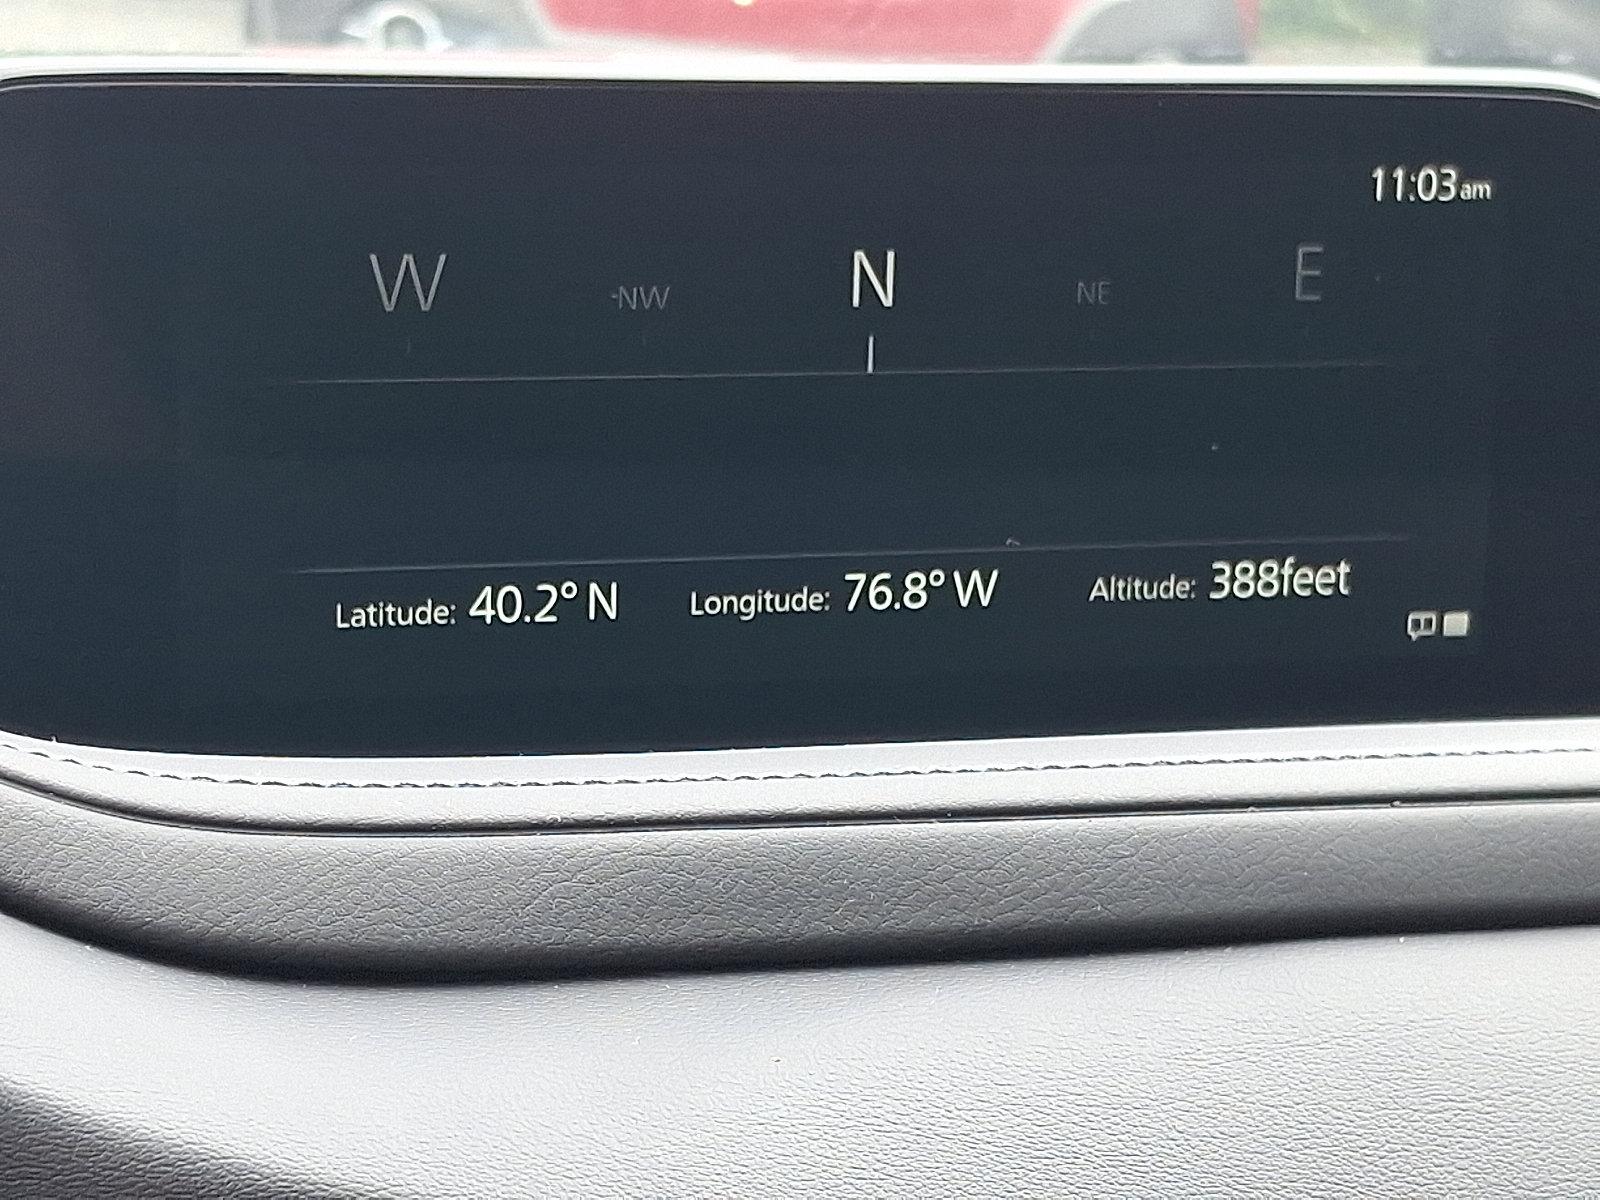 11:03am
W NW N NE E
Latitude: 40.2° N Longitude: 76.8° W Altitude: 388feet